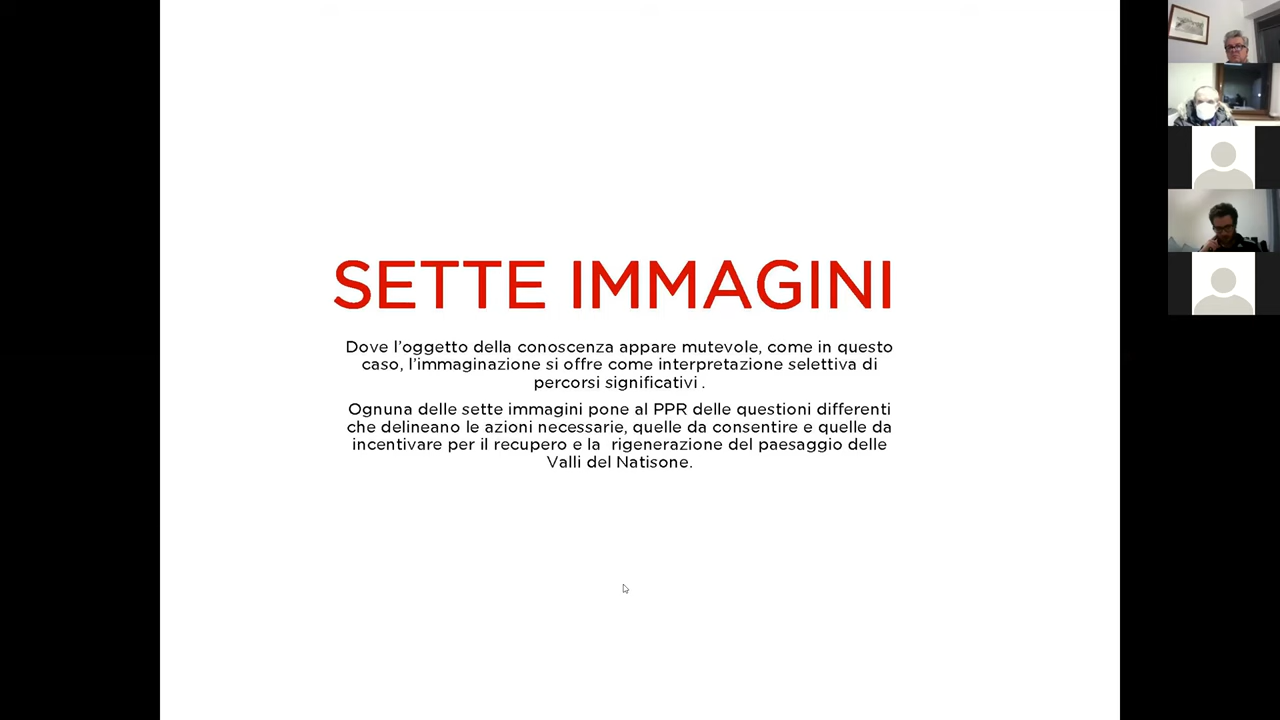 SETTE IMMAGINI
Dove l'oggetto della conoscenza appare mutevole, come in questo
caso, l'immaginazione si offre come interpretazione selettiva di
percorsi significativi .
Ognuna delle sette immagini pone al PPR delle questioni differenti
che delineano le azioni necessarie, quelle da consentire e quelle da
incentivare per il recupero e la  rigenerazione del paesaggio delle
Valli del Natisone.